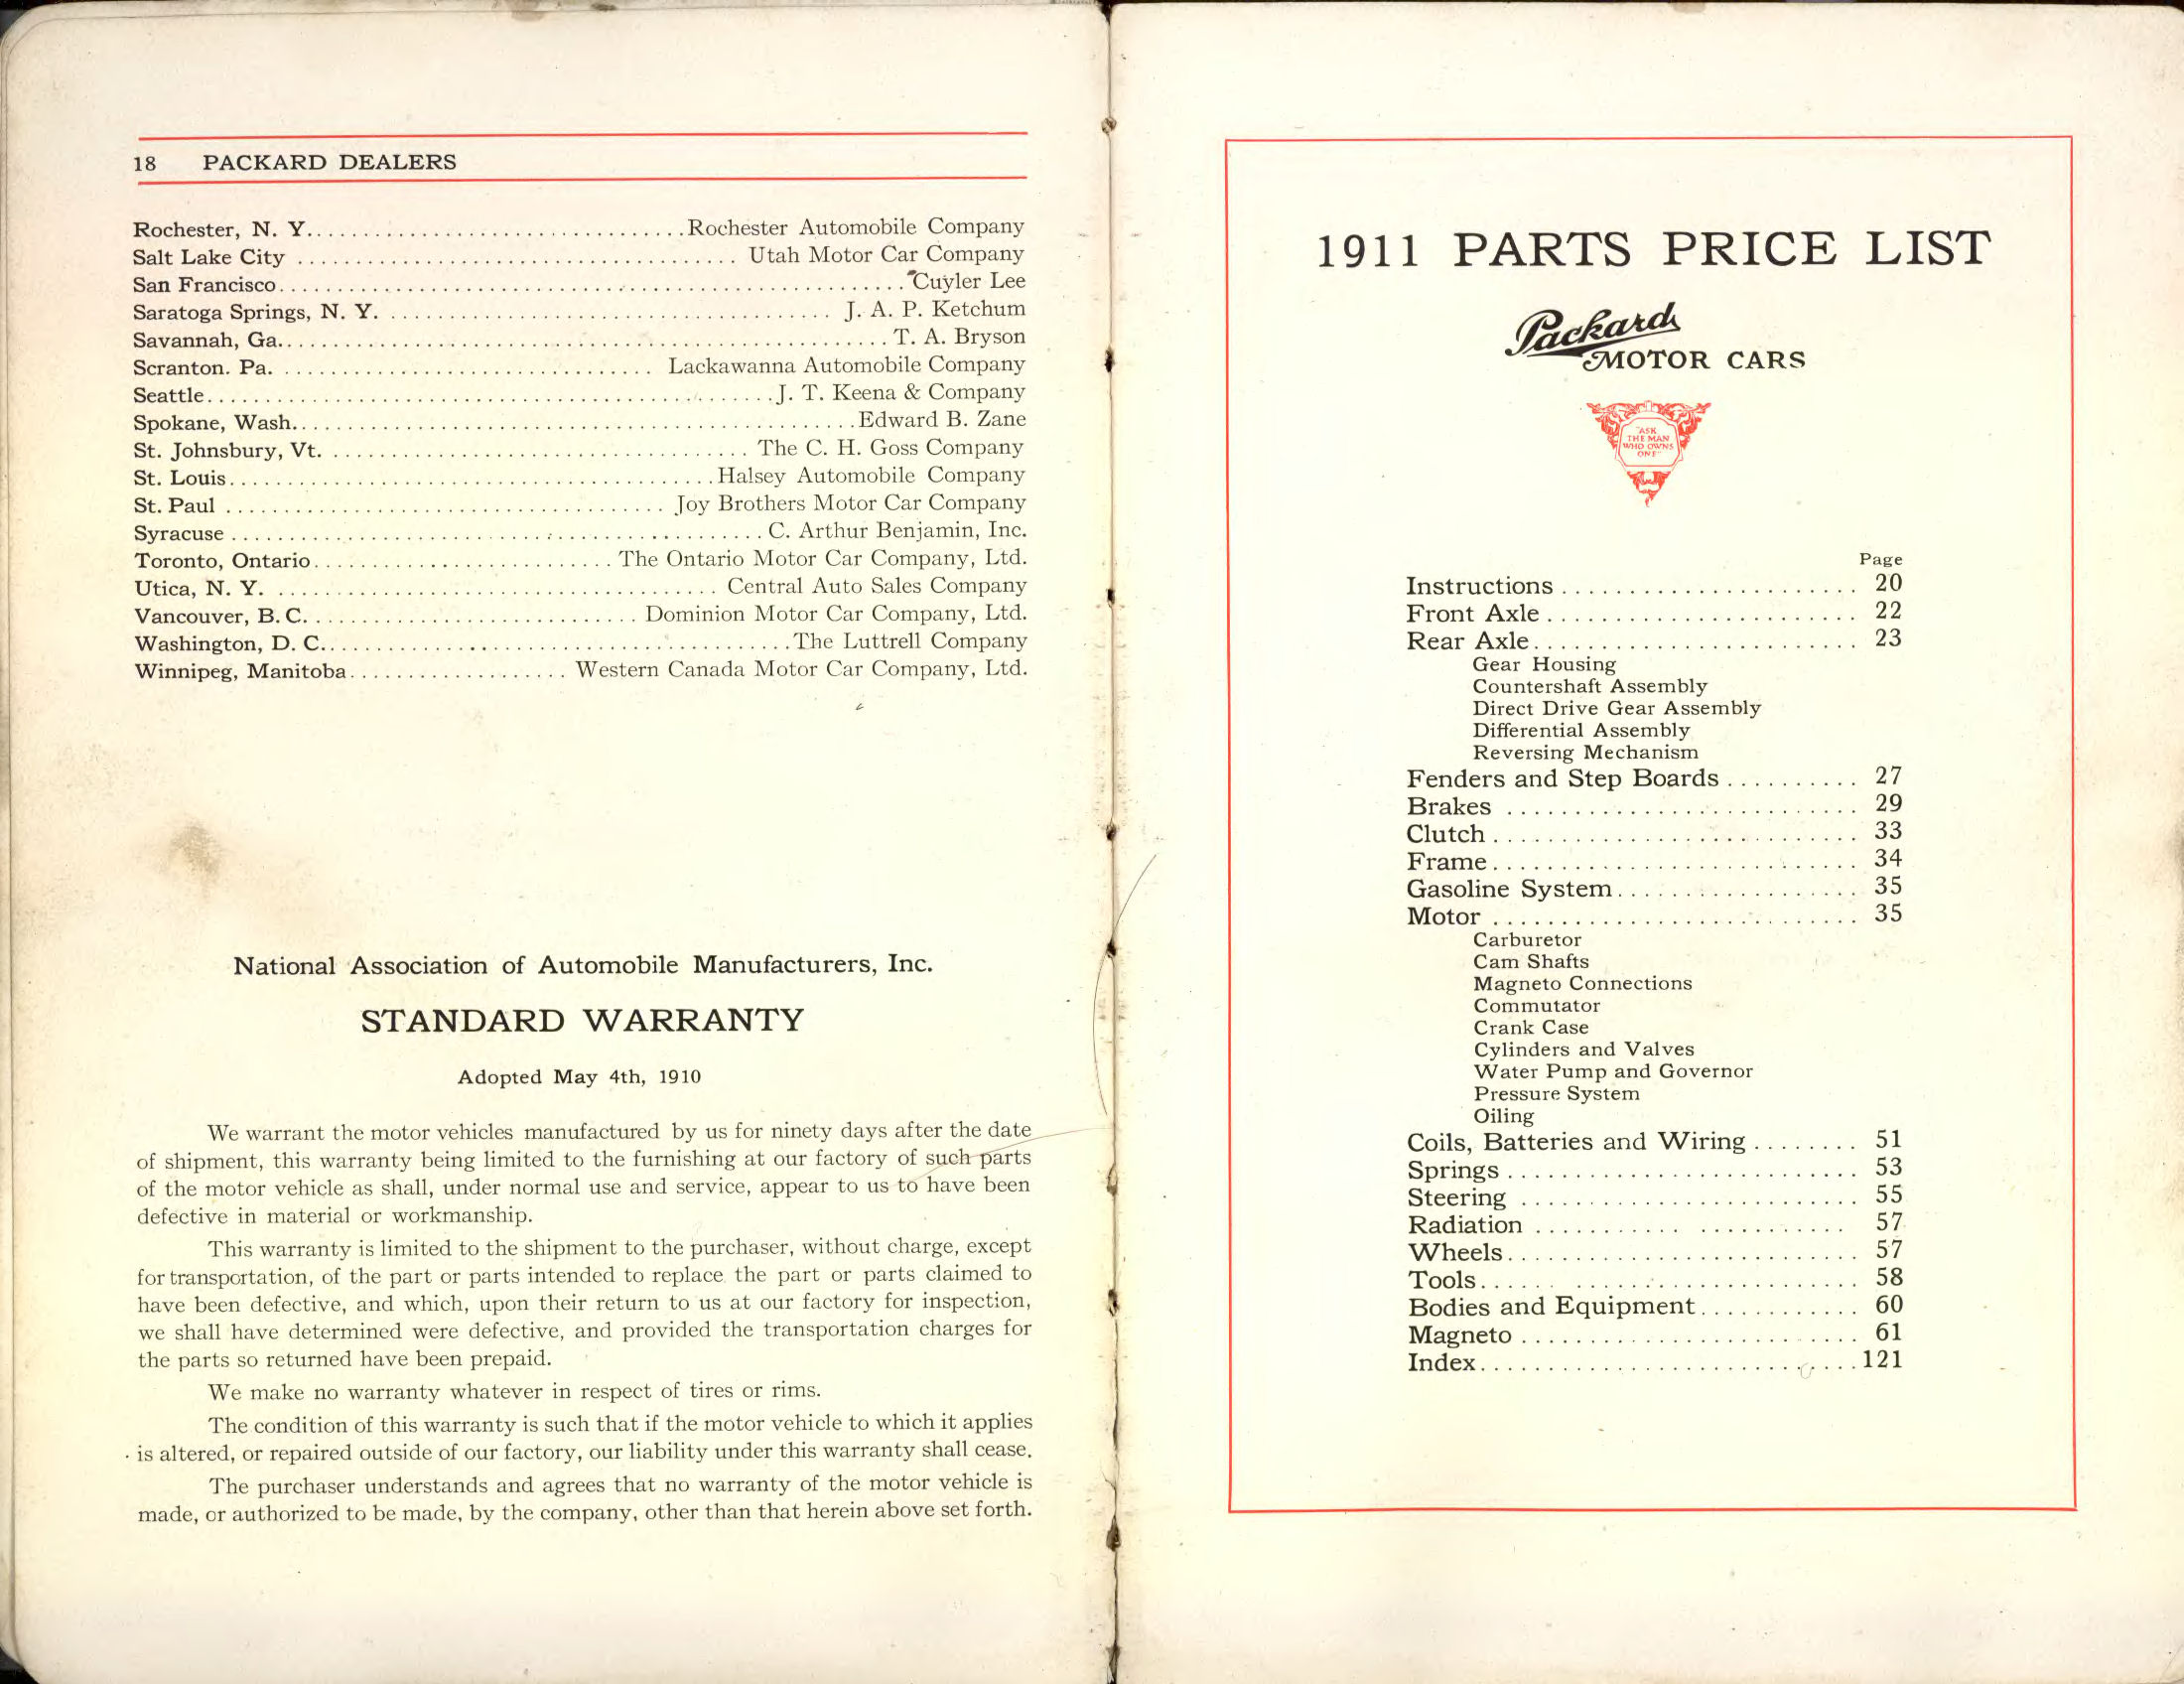 18 PACKARD DEALERS
Rochester, N. Y. Rochester Automobile Company
Salt Lake City Utah Motor Car Company
San Francisco Cuyler Lee
Saratoga Springs, N. Y. J. A. P. Ketchum
Savannah, Ga. T. A. Bryson
Scranton. Pa. Lackawanna Automobile Company
Seattle J. T. Keena & Company
Spokane, Wash. Edward B. Zane
St. Johnsbury, Vt. The C. H. Goss Company
St. Louis Halsey Automobile Company
St. Paul Joy Brothers Motor Car Company
Syracuse C. Arthur Benjamin, Inc.
Toronto, Ontario The Ontario Motor Car Company, Ltd.
Utica, N. Y. Central Auto Sales Company
Vancouver, B. C. Dominion Motor Car Company, Ltd.
Washington, D. C. The Luttrell Company
Winnipeg, Manitoba Western Canada Motor Car Company, Ltd.
National Association of Automobile Manufacturers, Inc.
STANDARD WARRANTY
Adopted May 4th, 1910
We warrant the motor vehicles manufactured by us for ninety days after the date
of shipment, this warranty being limited to the furnishing at our factory of such parts
of the motor vehicle as shall, under normal use and service, appear to us to have been
defective in material or workmanship.
This warranty is limited to the shipment to the purchaser, without charge, except
for transportation, of the part or parts intended to replace the part or parts claimed to
have been defective, and which, upon their return to us at our factory for inspection,
we shall have determined were defective, and provided the transportation charges for
the parts so returned have been prepaid.
We make no warranty whatever in respect of tires or rims.
The condition of this warranty is such that if the motor vehicle to which it applies
is altered, or repaired outside of our factory, our liability under this warranty shall cease.
The purchaser understands and agrees that no warranty of the motor vehicle is
made, or authorized to be made, by the company, other than that herein above set forth.
1911 PARTS PRICE LIST
Packard
MOTOR CARS
"ASK
THE MAN
WHO OWNS
ONE"
Page
Instructions 20
Front Axle 22
Rear Axle 23
Gear Housing
Countershaft Assembly
Direct Drive Gear Assembly
Differential Assembly
Reversing Mechanism
Fenders and Step Boards 27
Brakes 29
Clutch 33
Frame 34
Gasoline System 35
Motor 35
Carburetor
Cam Shafts
Magneto Connections
Commutator
Crank Case
Cylinders and Valves
Water Pump and Governor
Pressure System
Oiling
Coils, Batteries and Wiring 51
Springs 53
Steering 55
Radiation 57
Wheels 57
Tools 58
Bodies and Equipment 60
Magneto 61
Index 121